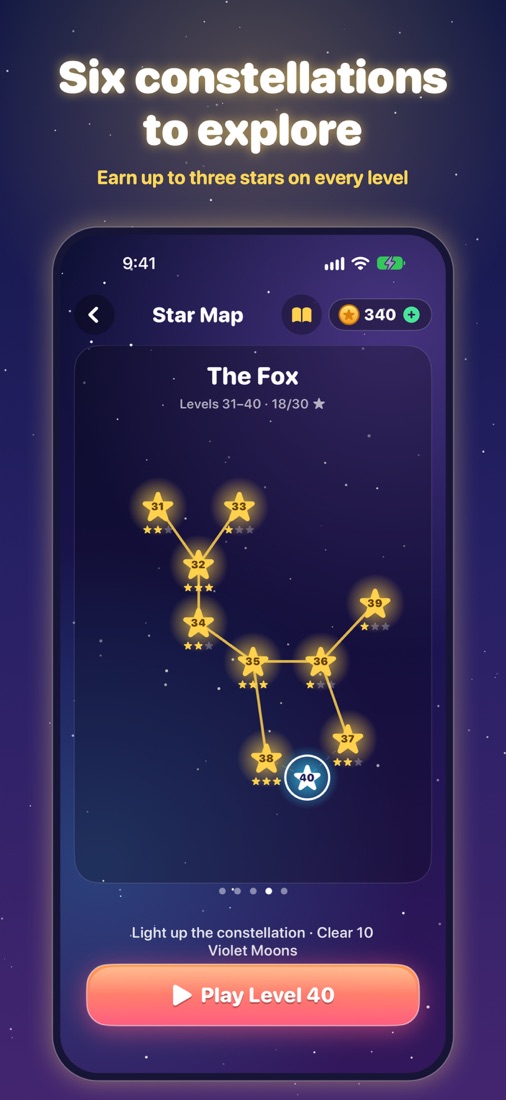 Six constellations
to explore
Earn up to three stars on every level
9:41
Star Map
340
The Fox
Levels 31–40 · 18/30 ★
31
33
32
39
34
35
36
37
38
40
Light up the constellation · Clear 10
Violet Moons
Play Level 40